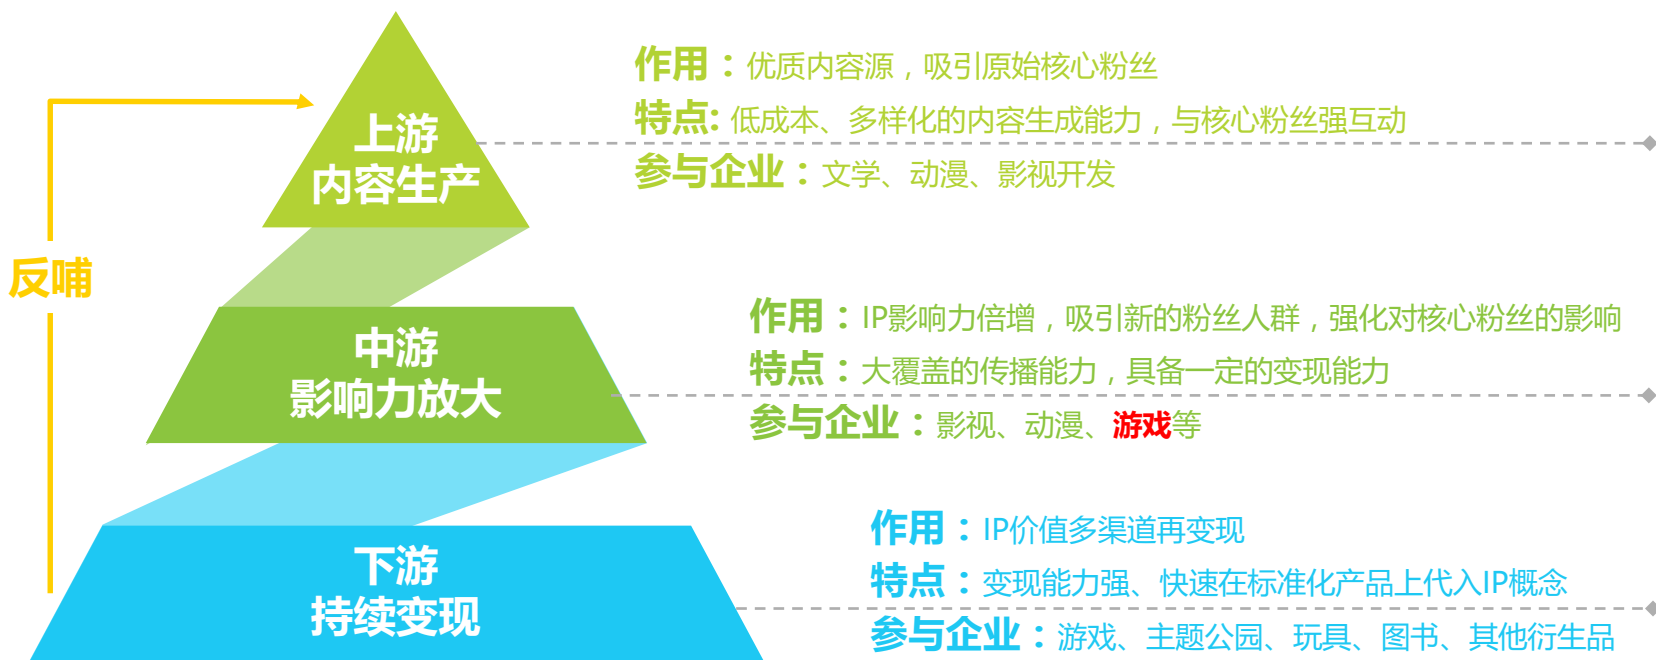 作用：优质内容源，吸引原始核心粉丝
特点:低成本、多样化的内容生成能力，与核心粉丝强互动
参与企业：文学、动漫、影视开发
上游
内容生产
反哺
作用：IP影响力倍增，吸引新的粉丝人群，强化对核心粉丝的影响
特点：大覆盖的传播能力，具备一定的变现能力
参与企业：影视、动漫、游戏等
中游
影响力放大
作用：IP价值多渠道再变现
特点：变现能力强、快速在标准化产品上代入IP概念
参与企业：游戏、主题公园、玩具、图书、其他衍生品
下游
持续变现